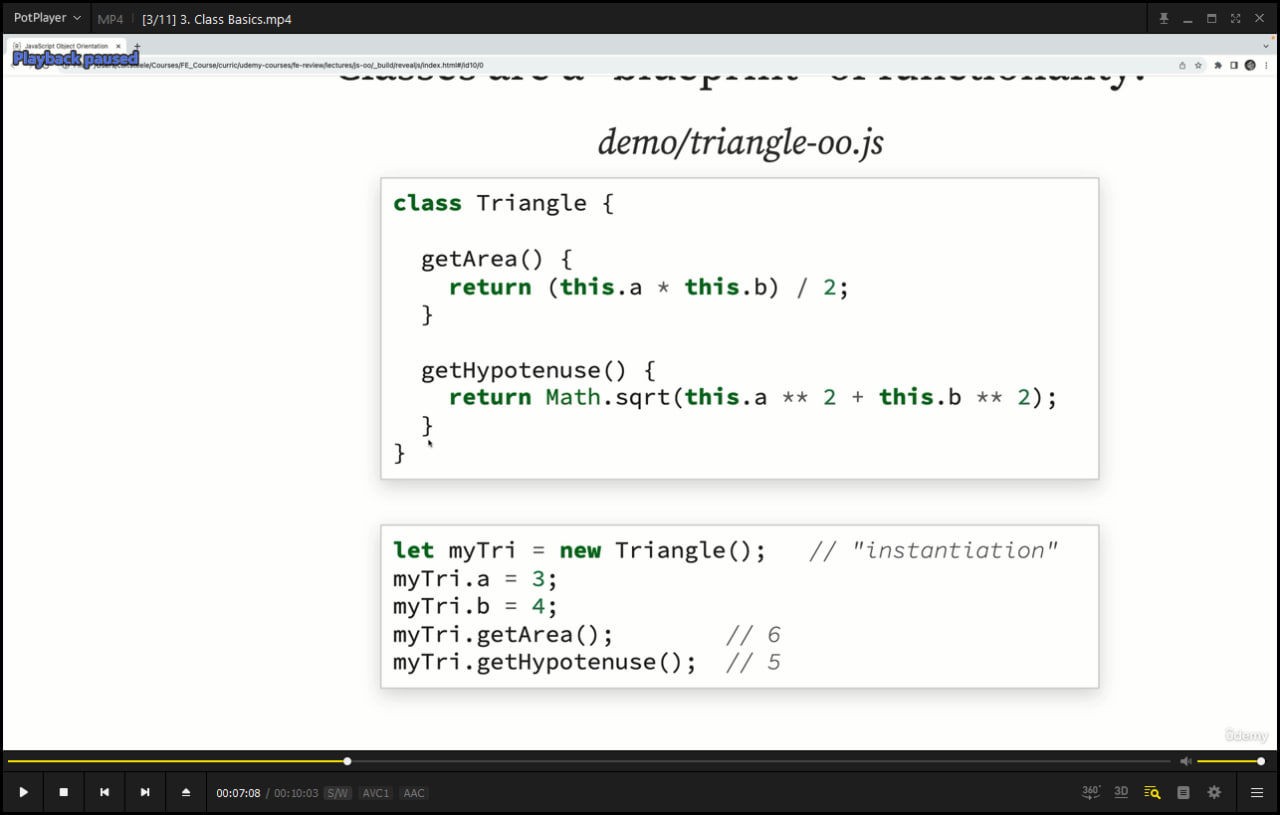 PotPlayer MP4 [3/11] 3. Class Basics.mp4
JavaScript Object Orientation
Playback paused
/Courses/FE_Course/curric/udemy-courses/fe-review/lectures/js-oo/_build/revealjs/index.html#/id10/0
Classes are a "blueprint" of functionality:
demo/triangle-oo.js
class Triangle {
getArea() {
return (this.a * this.b) / 2;
}
getHypotenuse() {
return Math.sqrt(this.a ** 2 + this.b ** 2);
}
}
let myTri = new Triangle(); // "instantiation"
myTri.a = 3;
myTri.b = 4;
myTri.getArea(); // 6
myTri.getHypotenuse(); // 5
ûdemy
00:07:08 / 00:10:03 S/W AVC1 AAC
360° 3D